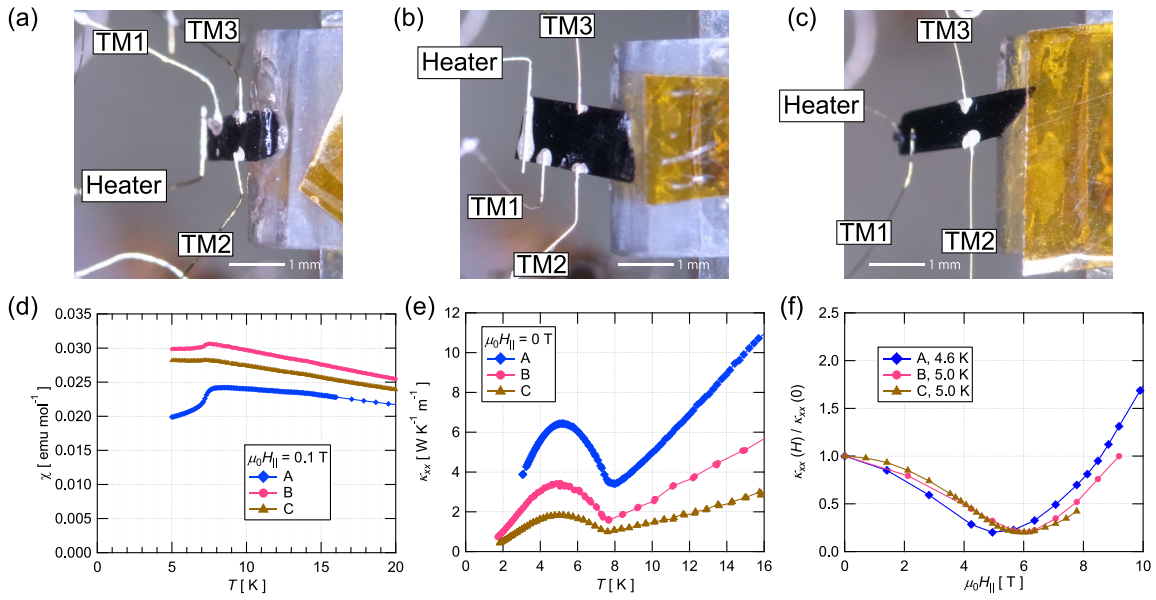 (a)
TM1
TM3
Heater
TM2
1 mm
(b)
TM3
Heater
TM1
TM2
1 mm
(c)
TM3
Heater
TM1
TM2
1 mm
(d)
0.035
0.030
0.025
0.020
0.015
0.010
0.005
0.000
χ [ emu mol⁻¹ ]
μ₀H|| = 0.1 T
A
B
C
0
5
10
15
20
T [ K ]
(e)
12
10
8
6
4
2
0
κxx [ W K⁻¹ m⁻¹ ]
μ₀H|| = 0 T
A
B
C
0
2
4
6
8
10
12
14
16
T [ K ]
(f)
2.5
2.0
1.5
1.0
0.5
0.0
κxx (H) / κxx (0)
A, 4.6 K
B, 5.0 K
C, 5.0 K
0
2
4
6
8
10
μ₀H|| [ T ]